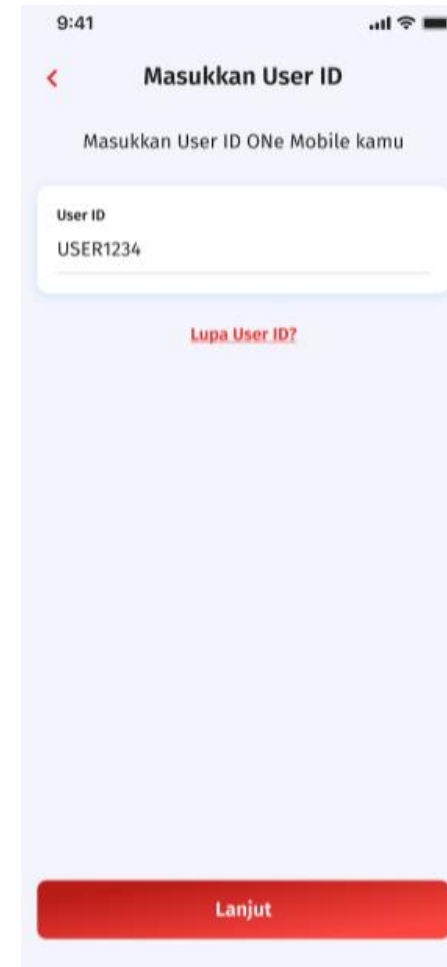 9:41
Masukkan User ID
Masukkan User ID ONe Mobile kamu
User ID
USER1234
Lupa User ID?
Lanjut